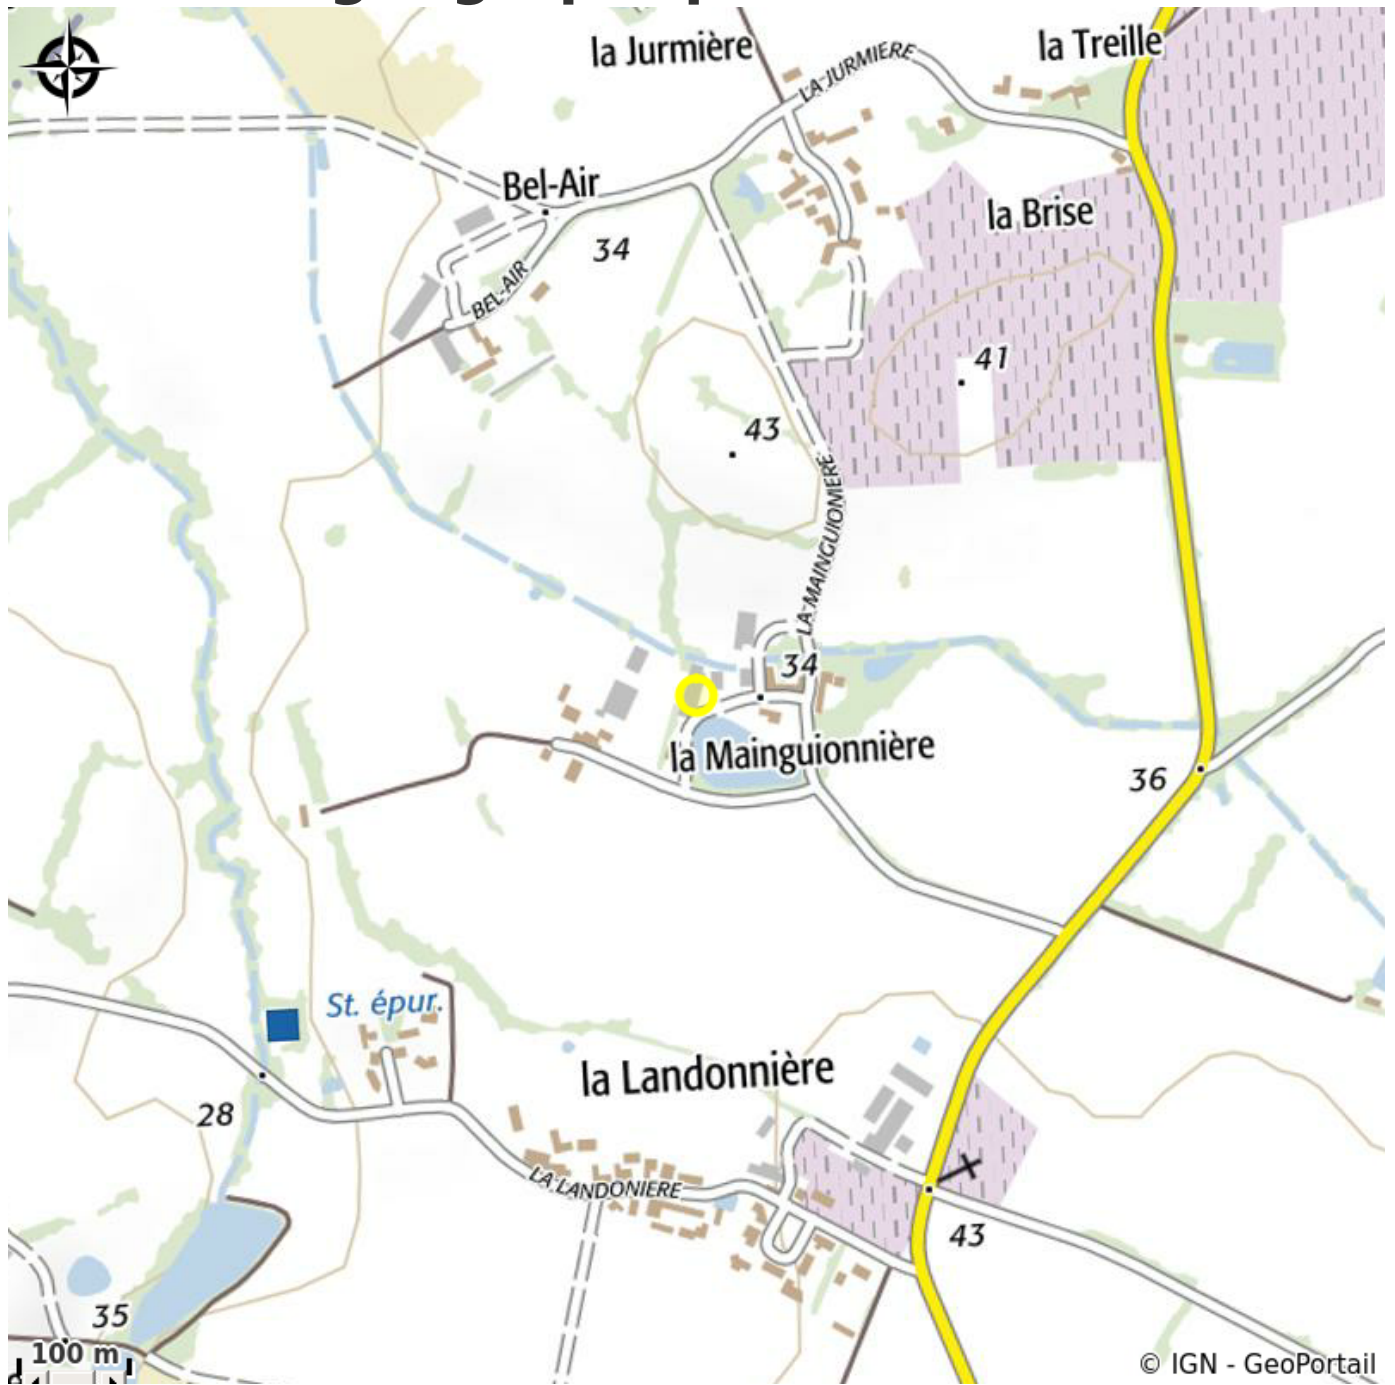 la Jurmière
la Treille
LA JURMIERE
Bel-Air
la Brise
34
BEL-AIR
41
43
LA MAINGUIONIERE
34
la Mainguionnière
36
St. épur.
la Landonnière
28
LA LANDONIERE
43
35
100 m
© IGN - GeoPortail